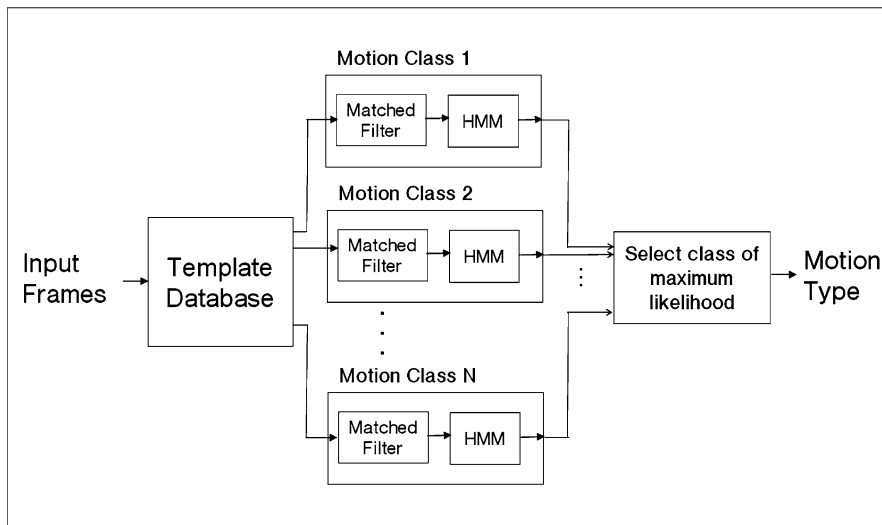 Motion Class 1
Matched
Filter
HMM
Motion Class 2
Matched
Filter
HMM
Input
Frames
Template
Database
Select class of
maximum
likelihood
Motion
Type
Motion Class N
Matched
Filter
HMM